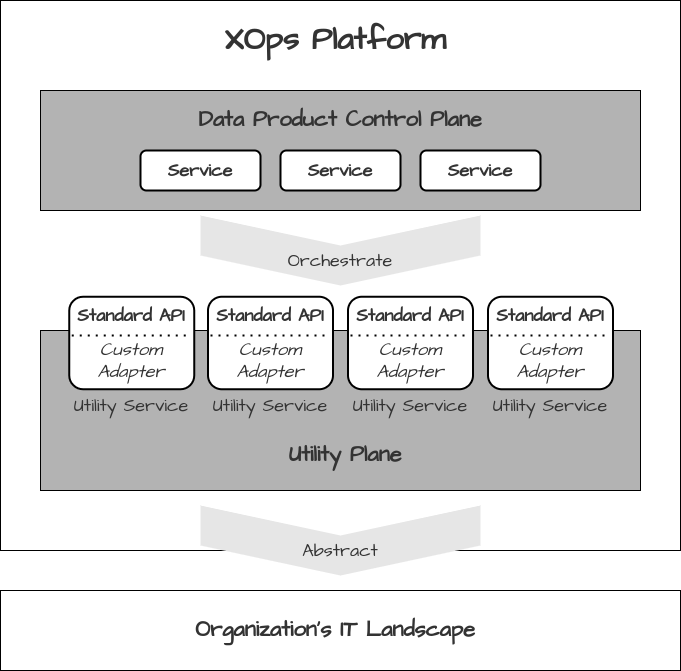 XOps Platform
Data Product Control Plane
Service Service Service
Orchestrate
Standard API Standard API Standard API Standard API
Custom Custom Custom Custom
Adapter Adapter Adapter Adapter
Utility Service Utility Service Utility Service Utility Service
Utility Plane
Abstract
Organization's IT Landscape